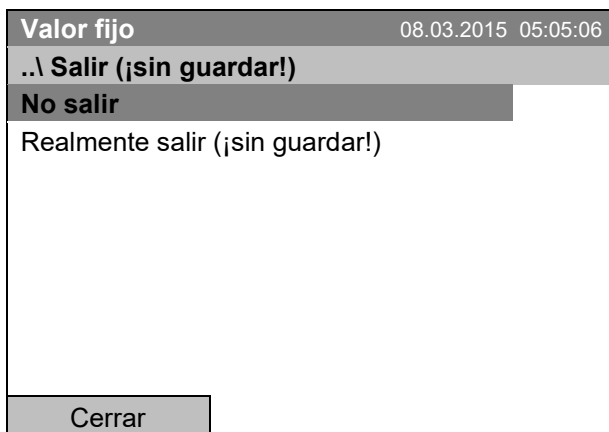 Valor fijo 08.03.2015 05:05:06
..\ Salir (¡sin guardar!)
No salir
Realmente salir (¡sin guardar!)
Cerrar